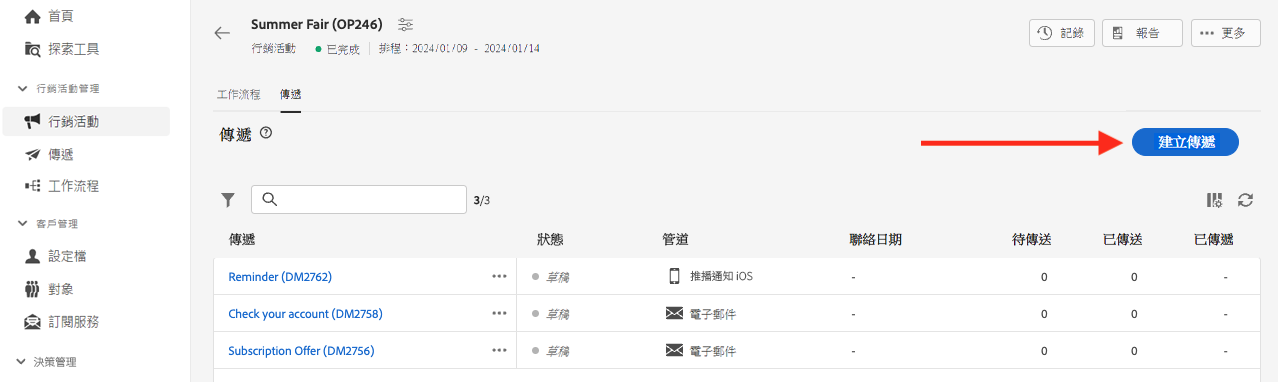 首頁
探索工具
行銷活動管理
行銷活動
傳遞
工作流程
客戶管理
設定檔
對象
訂閱服務
決策管理
Summer Fair (OP246)
行銷活動 已完成 排程：2024/01/09 - 2024/01/14
記錄 報告 更多
工作流程 傳遞
傳遞
建立傳遞
3/3
傳遞 狀態 管道 聯絡日期 待傳送 已傳送 已傳遞
Reminder (DM2762) 草稿 推播通知 iOS - 0 0 -
Check your account (DM2758) 草稿 電子郵件 - 0 0 -
Subscription Offer (DM2756) 草稿 電子郵件 - 0 0 -